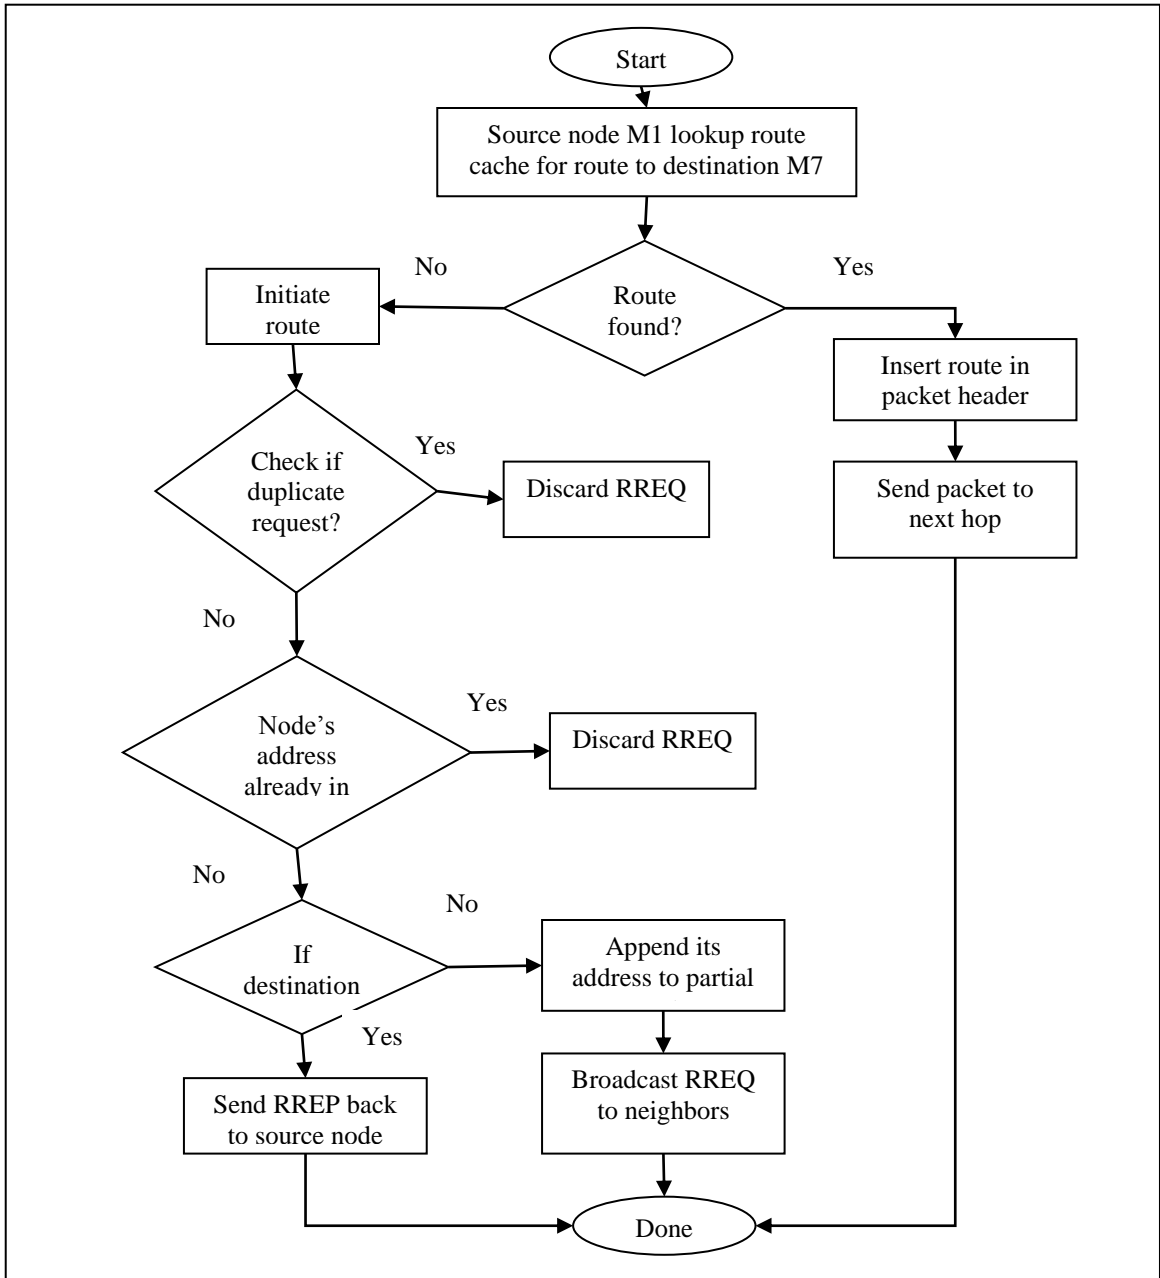 Start
Source node M1 lookup route
cache for route to destination M7
No
Yes
Route
found?
Initiate
route
Insert route in
packet header
Yes
Check if
duplicate
request?
Discard RREQ
Send packet to
next hop
No
Yes
Node’s
address
already in
Discard RREQ
No
No
If
destination
Append its
address to partial
Yes
Send RREP back
to source node
Broadcast RREQ
to neighbors
Done